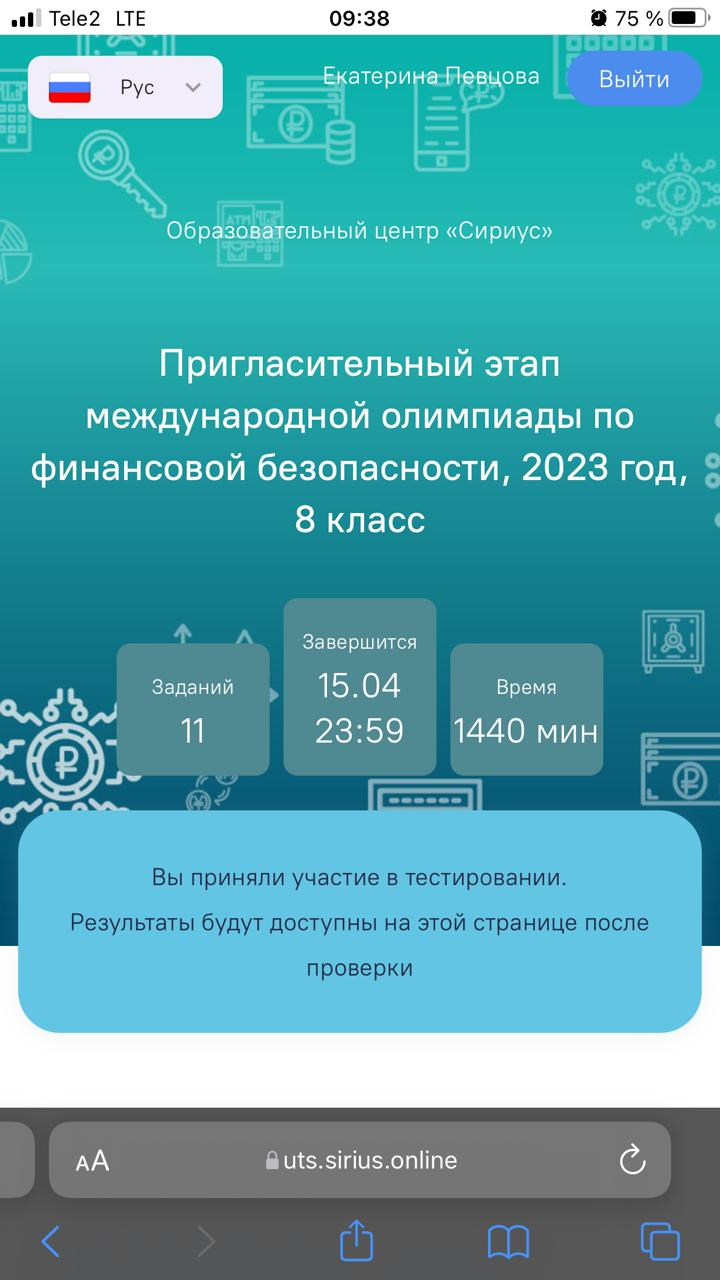 Tele2 LTE 09:38 75 %
Рус Екатерина Певцова Выйти
ATM
Образовательный центр «Сириус»
Пригласительный этап
международной олимпиады по
финансовой безопасности, 2023 год,
8 класс
Завершится
15.04
23:59
Заданий
11
Время
1440 мин
Вы приняли участие в тестировании.
Результаты будут доступны на этой странице после
проверки
AA uts.sirius.online